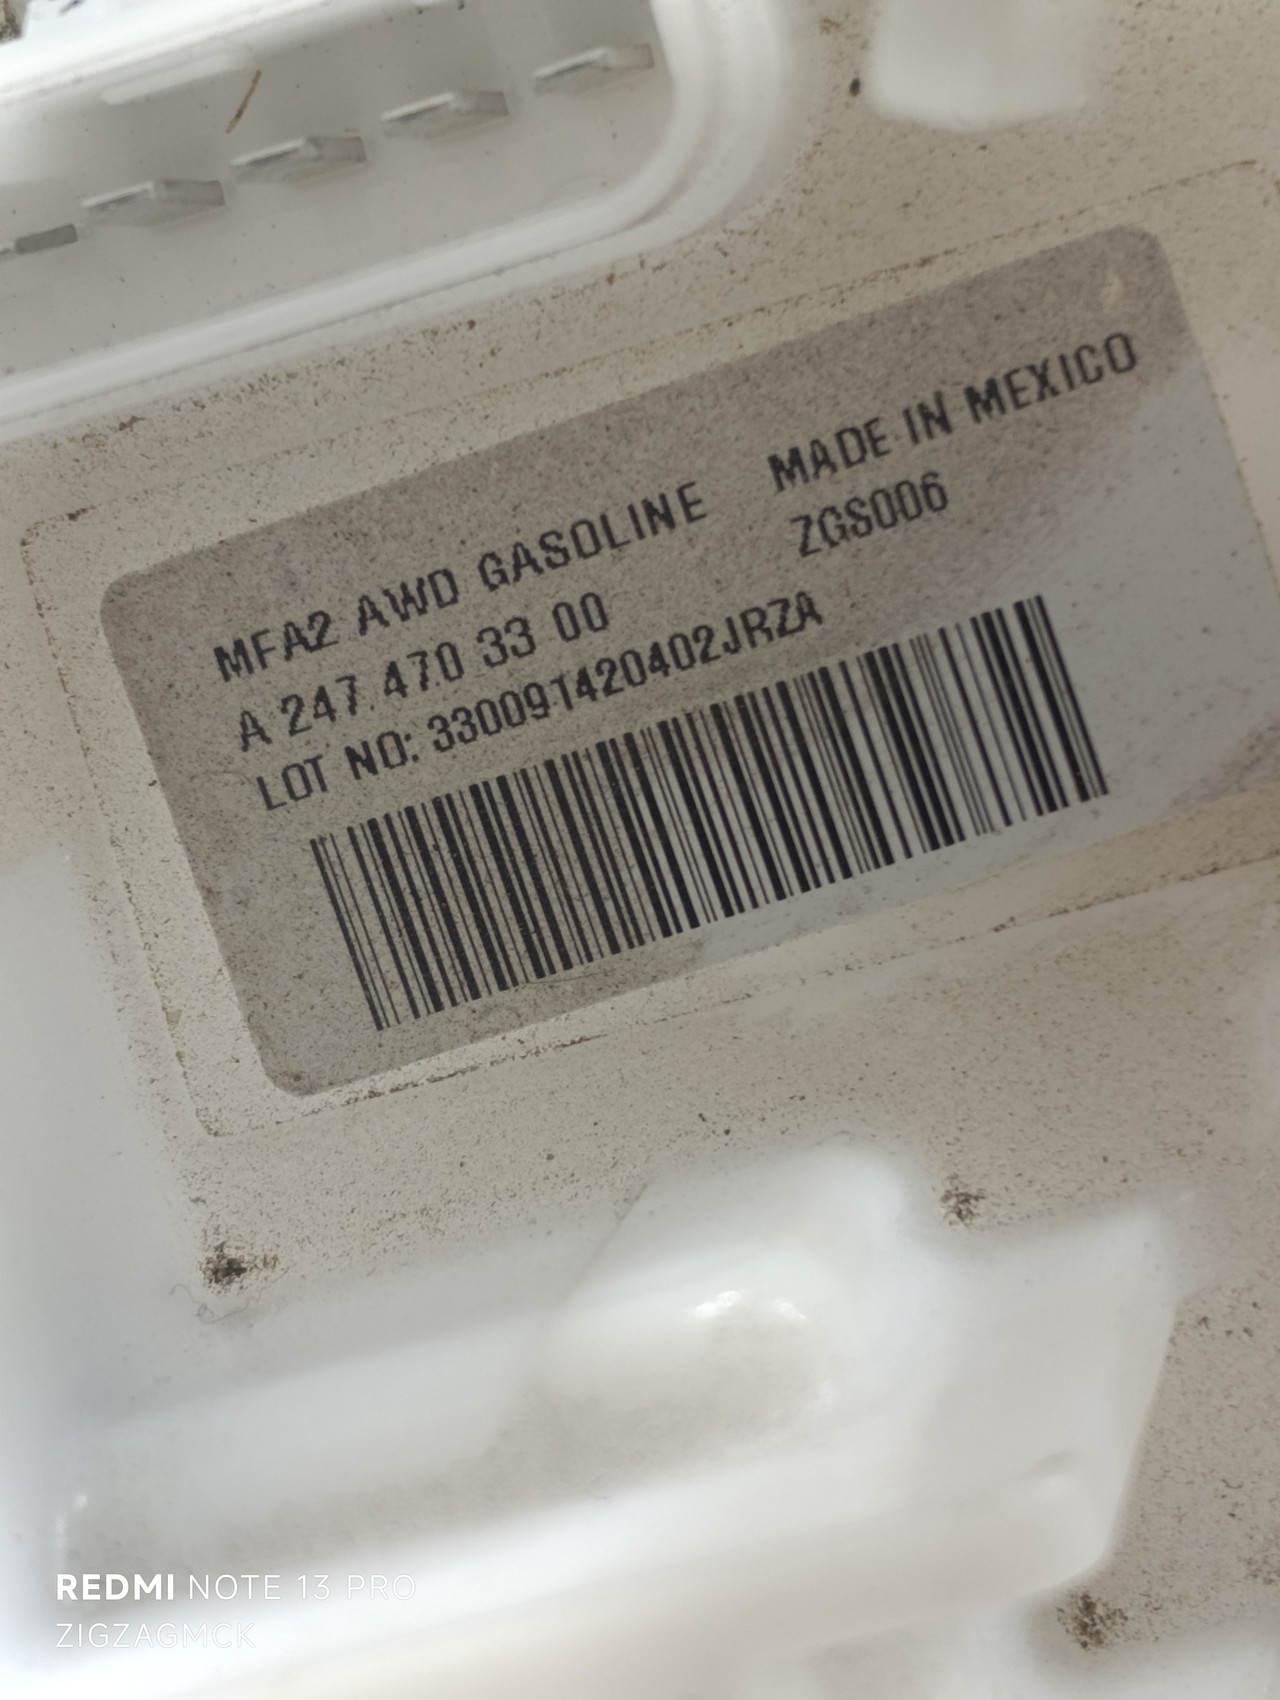 MFA2 AWD GASOLINE MADE IN MEXICO
A 247 470 33 00 ZGS006
LOT NO: 330091420402JRZA
REDMI NOTE 13 PRO
ZIGZAGMCK